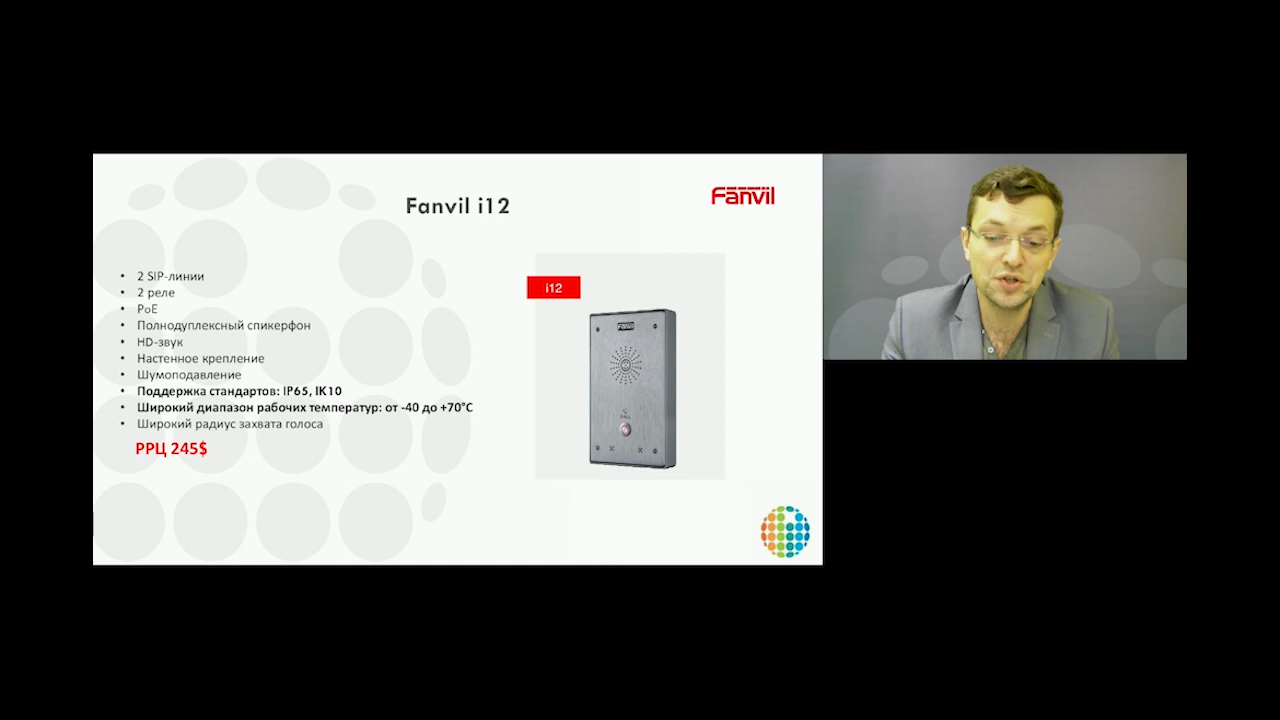 Fanvil i12
Fanvil
• 2 SIP-линии
• 2 реле
• PoE
• Полнодуплексный спикерфон
• HD-звук
• Настенное крепление
• Шумоподавление
• Поддержка стандартов: IP65, IK10
• Широкий диапазон рабочих температур: от -40 до +70°C
• Широкий радиус захвата голоса
РРЦ 245$
i12
Fanvil